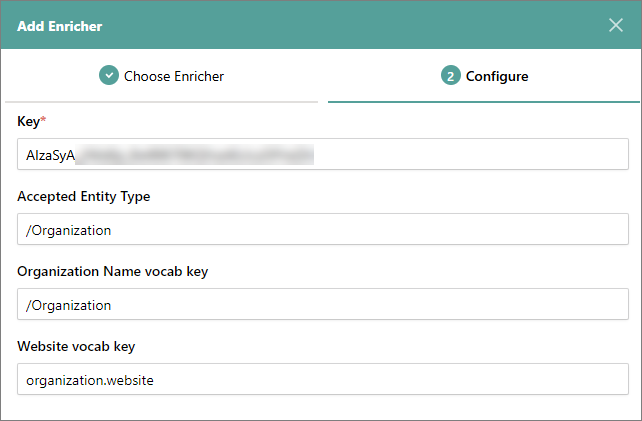 Add Enricher
Choose Enricher
2 Configure
Key*
AIzaSyA
Accepted Entity Type
/Organization
Organization Name vocab key
/Organization
Website vocab key
organization.website